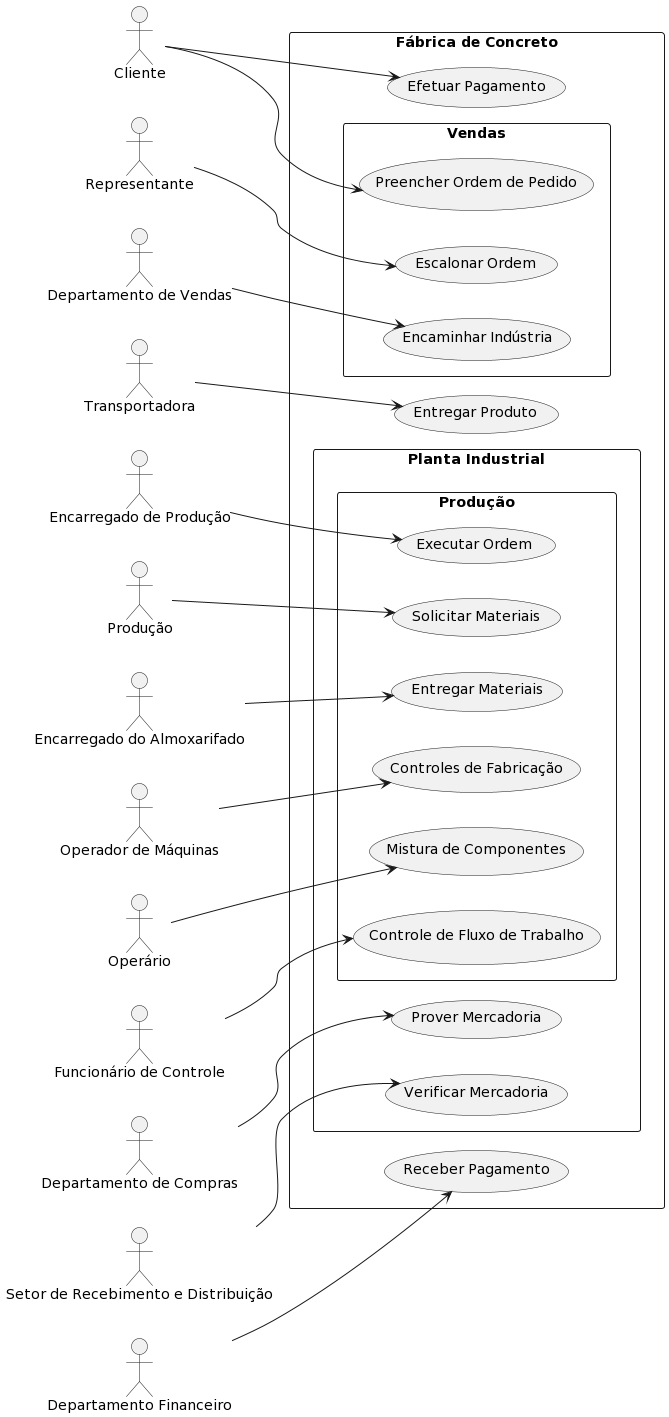 Fábrica de Concreto
Cliente
Efetuar Pagamento
Vendas
Representante
Preencher Ordem de Pedido
Departamento de Vendas
Escalonar Ordem
Encaminhar Indústria
Transportadora
Entregar Produto
Planta Industrial
Produção
Encarregado de Produção
Executar Ordem
Produção
Solicitar Materiais
Encarregado do Almoxarifado
Entregar Materiais
Operador de Máquinas
Controles de Fabricação
Mistura de Componentes
Operário
Controle de Fluxo de Trabalho
Funcionário de Controle
Prover Mercadoria
Departamento de Compras
Verificar Mercadoria
Receber Pagamento
Setor de Recebimento e Distribuição
Departamento Financeiro